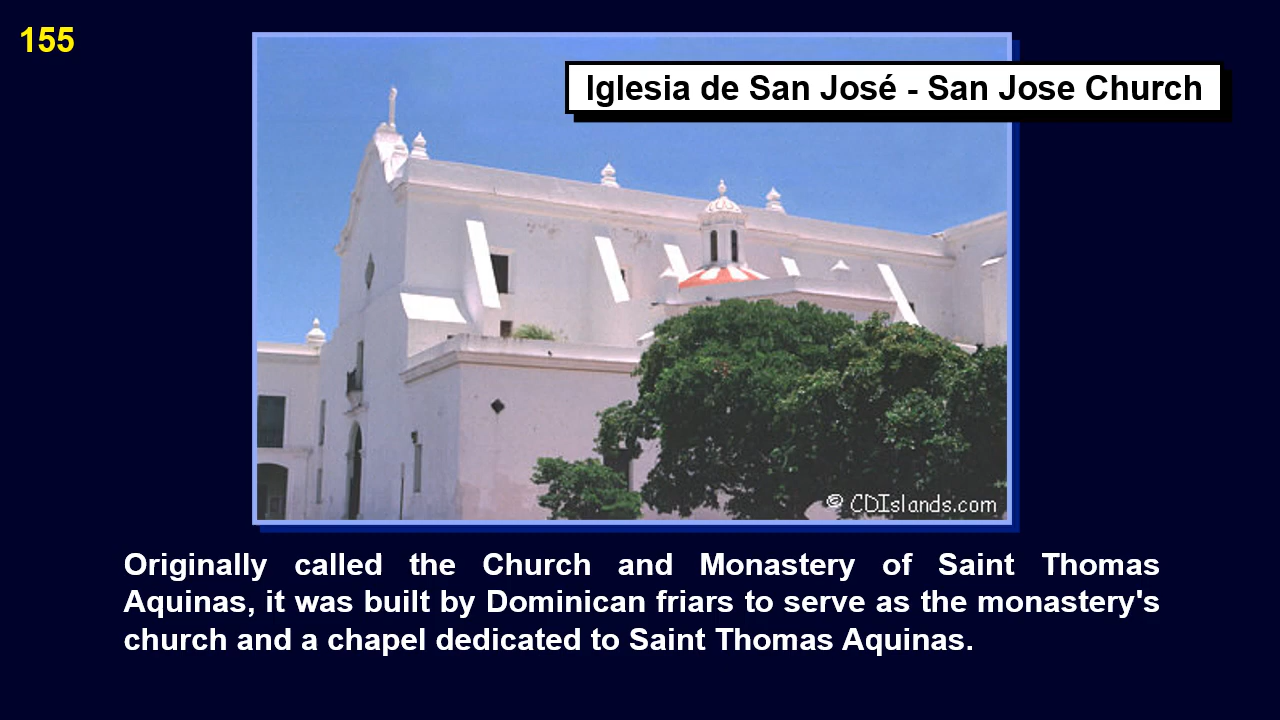 155
Iglesia de San José - San Jose Church
© CDIslands.com
Originally called the Church and Monastery of Saint Thomas
Aquinas, it was built by Dominican friars to serve as the monastery's
church and a chapel dedicated to Saint Thomas Aquinas.